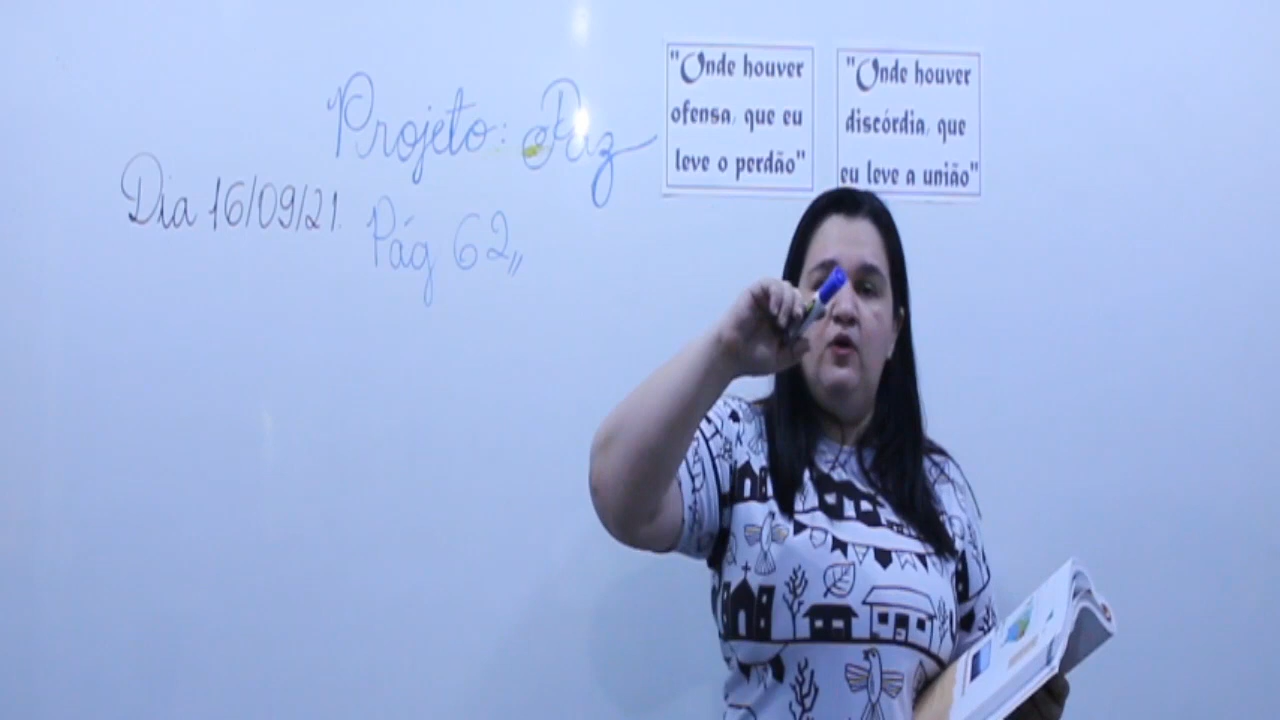 Projeto: Paz
Dia 16/09/21.
Pág 62,,
"Onde houver
ofensa, que eu
leve o perdão"
"Onde houver
discórdia, que
eu leve a união"